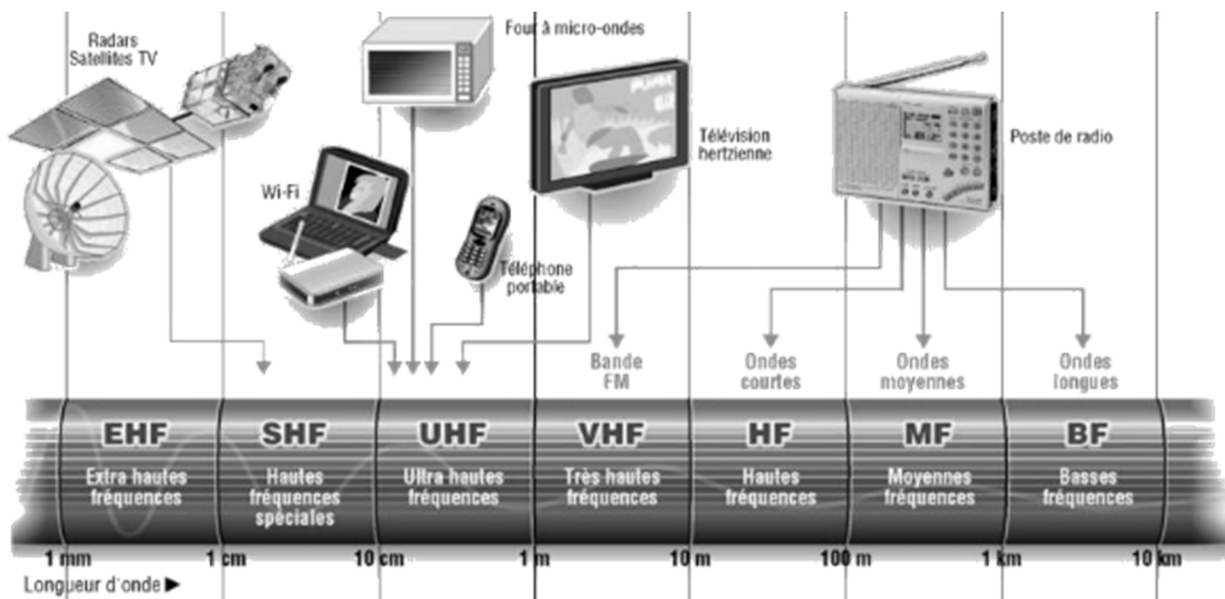 Radars
Satellites TV
Four à micro-ondes
Wi-Fi
Téléphone
portable
Télévision
hertzienne
Poste de radio
Bande
FM
Ondes
courtes
Ondes
moyennes
Ondes
longues
EHF
Extra hautes
fréquences
SHF
Hautes
fréquences
spéciales
UHF
Ultra hautes
fréquences
VHF
Très hautes
fréquences
HF
Hautes
fréquences
MF
Moyennes
fréquences
BF
Basses
fréquences
1 mm
1 cm
10 cm
1 m
10 m
100 m
1 km
10 km
Longueur d'onde ►